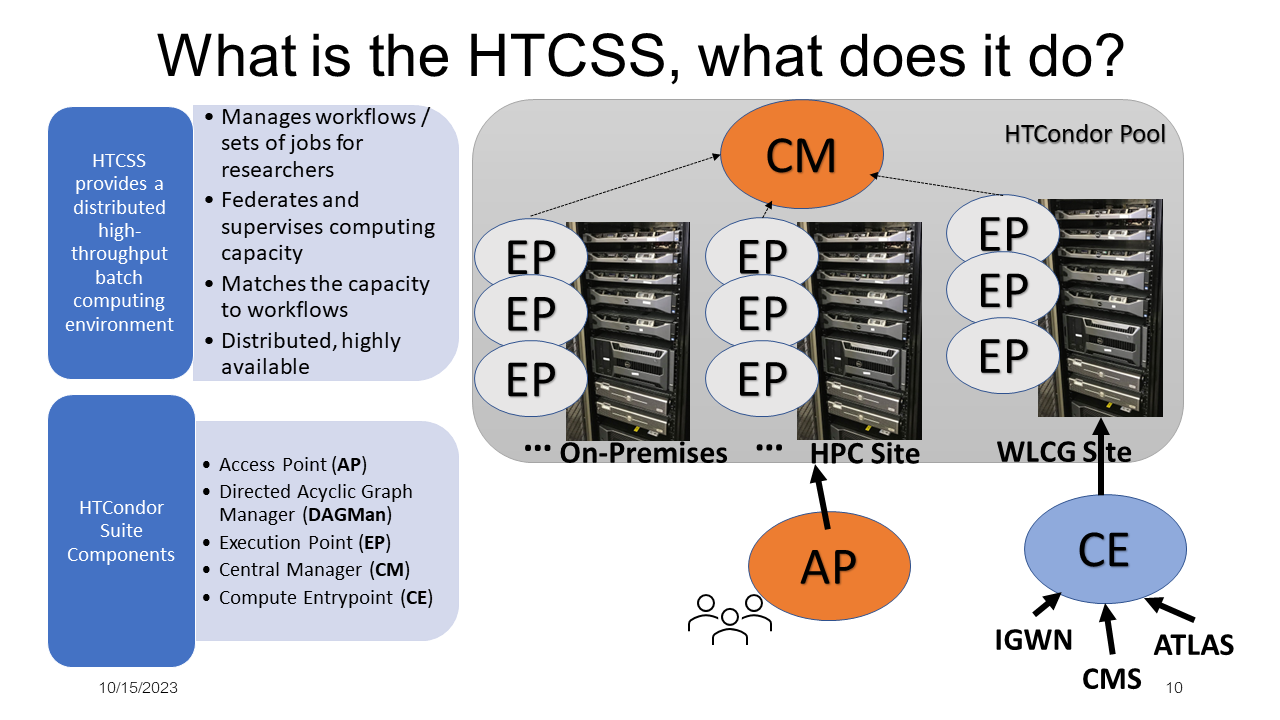 What is the HTCSS, what does it do?
HTCSS
provides a
distributed
high-
throughput
batch
computing
environment
• Manages workflows /
sets of jobs for
researchers
• Federates and
supervises computing
capacity
• Matches the capacity
to workflows
• Distributed, highly
available
HTCondor
Suite
Components
• Access Point (AP)
• Directed Acyclic Graph
Manager (DAGMan)
• Execution Point (EP)
• Central Manager (CM)
• Compute Entrypoint (CE)
HTCondor Pool
CM
EP
EP
EP
... On-Premises
EP
EP
EP
... HPC Site
EP
EP
EP
WLCG Site
AP
CE
IGWN
CMS
ATLAS
10/15/2023
10